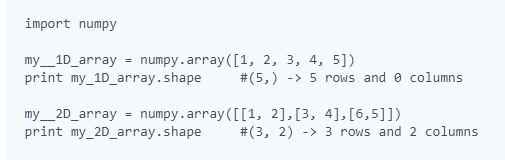 import numpy
my__1D_array = numpy.array([1, 2, 3, 4, 5])
print my_1D_array.shape     #(5,) -> 5 rows and 0 columns
my__2D_array = numpy.array([[1, 2],[3, 4],[6,5]])
print my_2D_array.shape     #(3, 2) -> 3 rows and 2 columns